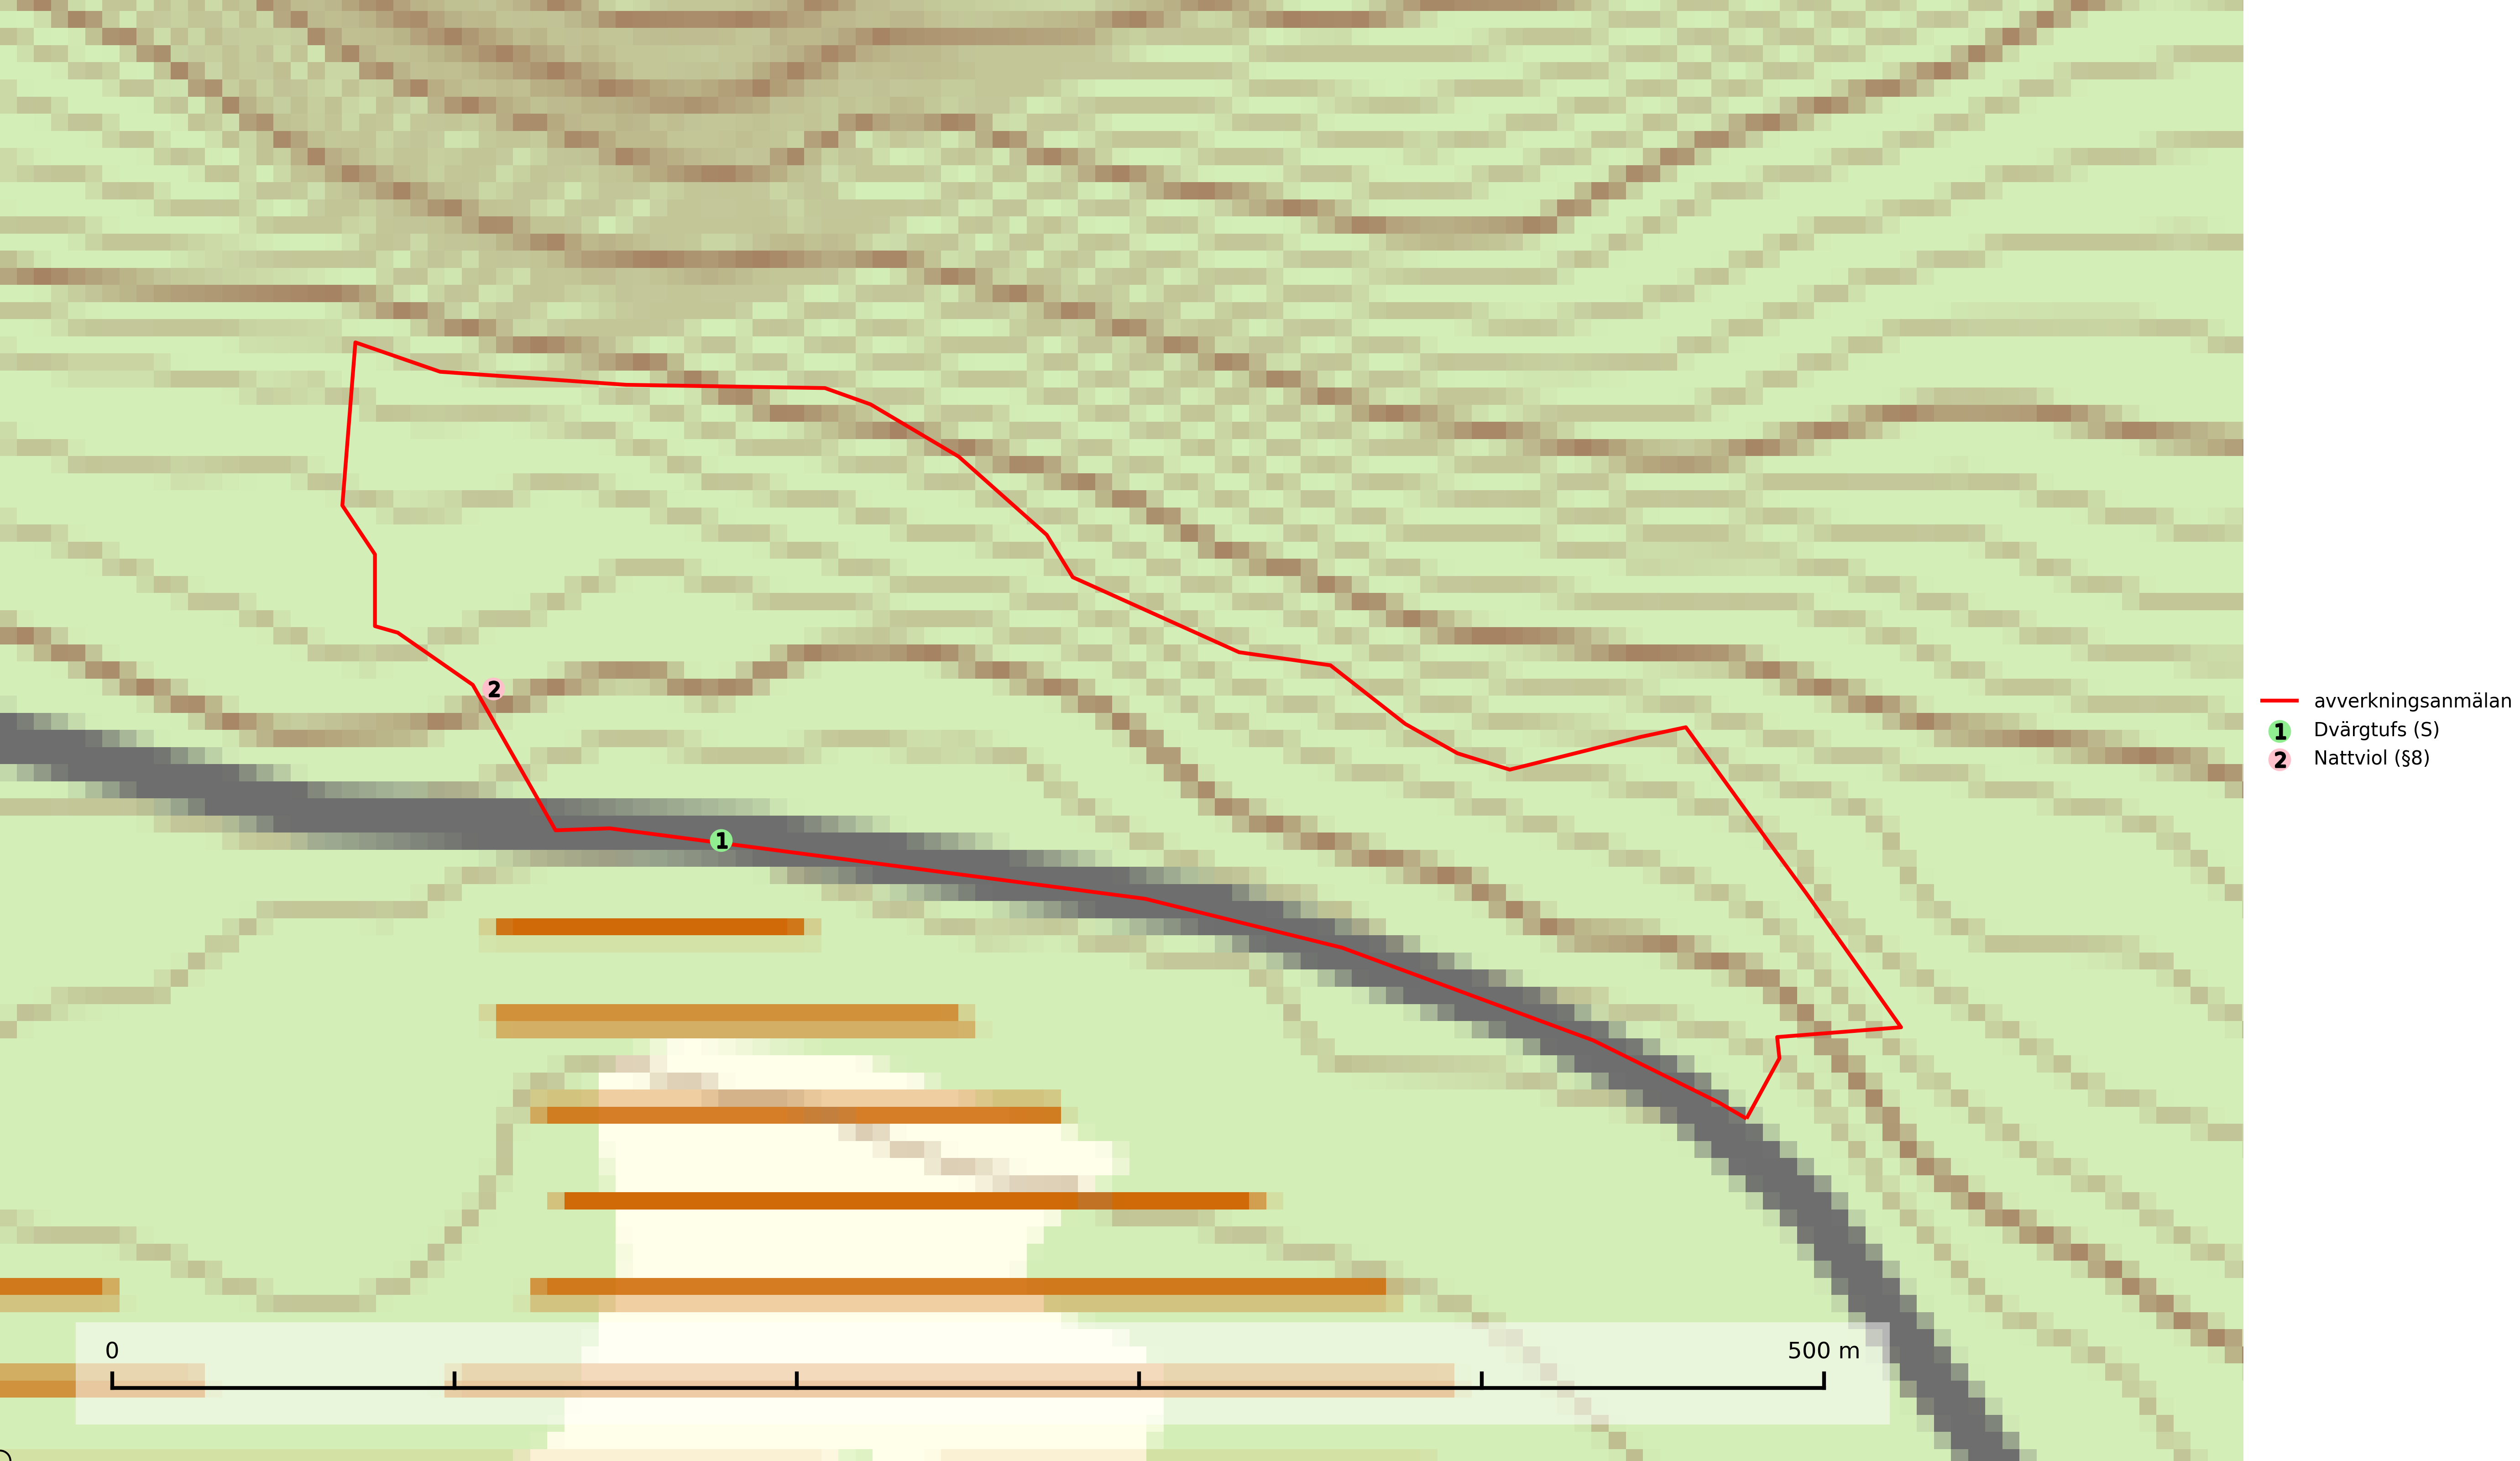 2
1
avverkningsanmälan
1 Dvärgtufs (S)
2 Nattviol (§8)
0 500 m